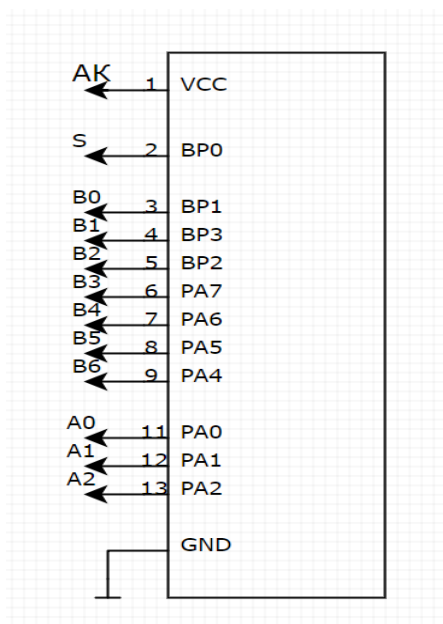 AK
1 VCC
S
2 BP0
B0
3 BP1
B1
4 BP3
B2
5 BP2
B3
6 PA7
B4
7 PA6
B5
8 PA5
B6
9 PA4
A0
11 PA0
A1
12 PA1
A2
13 PA2
GND